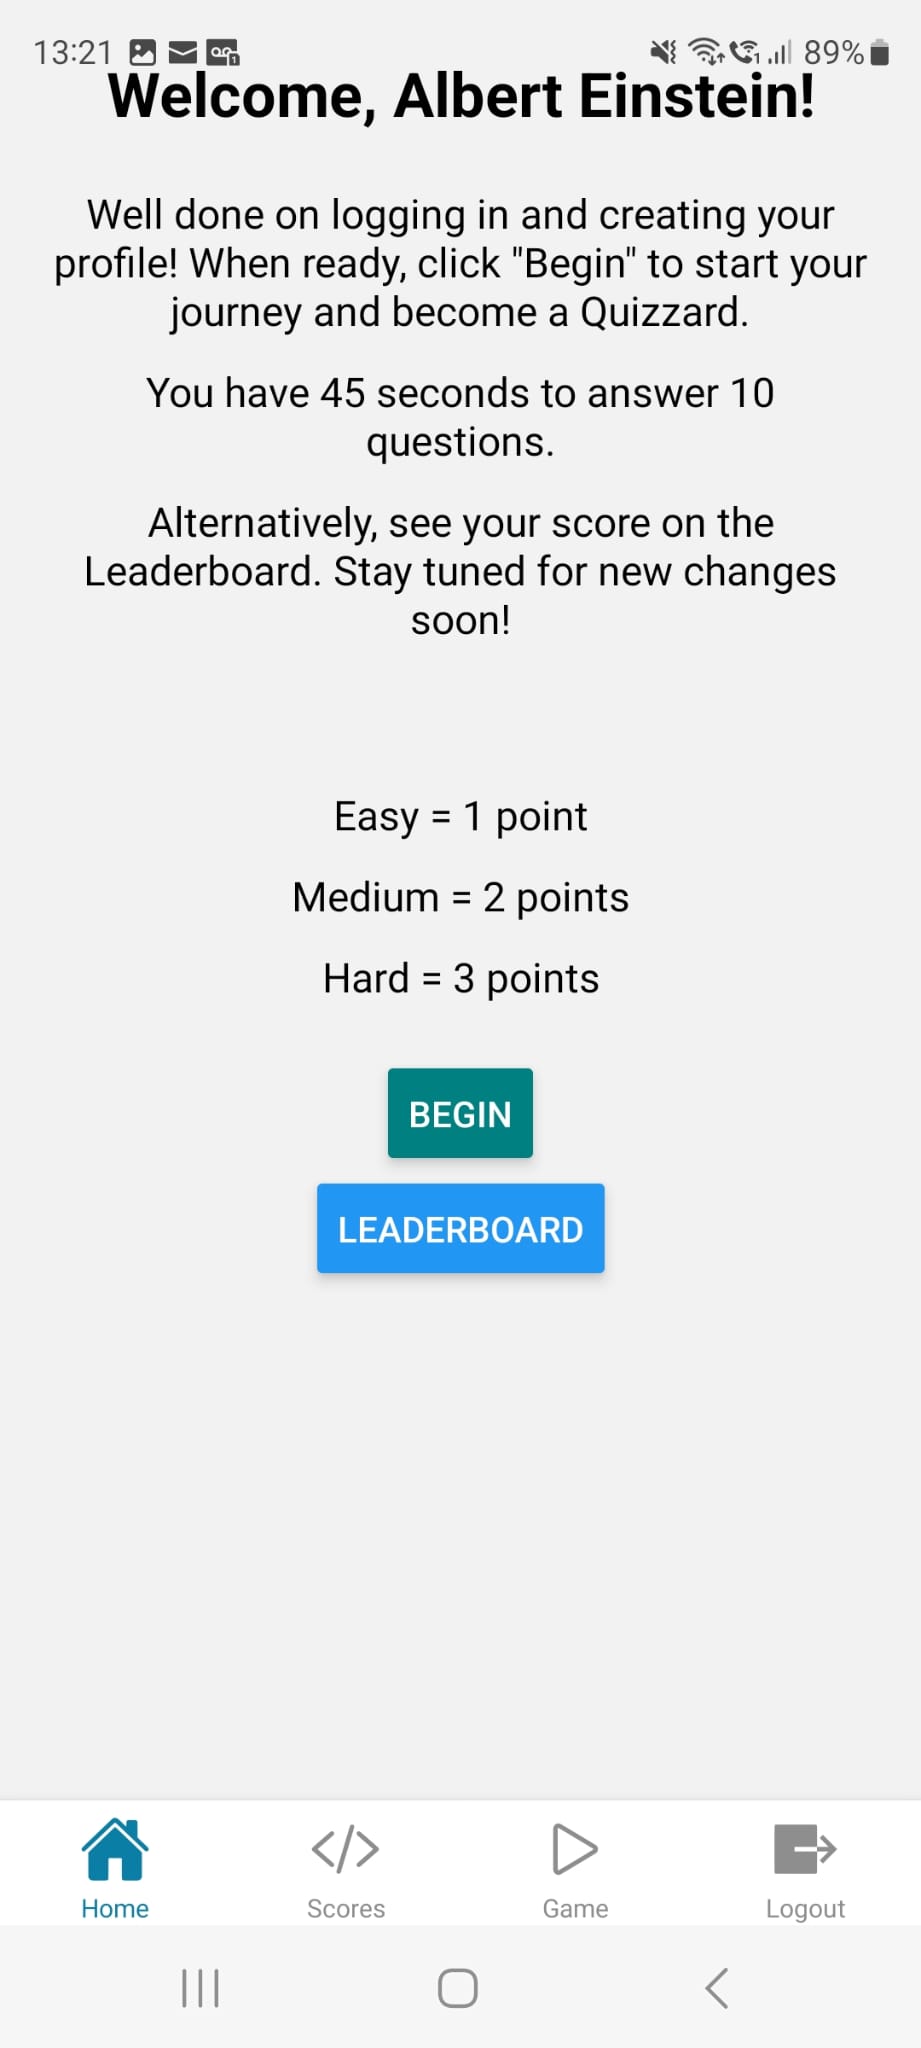 13:21
89%
Welcome, Albert Einstein!
Well done on logging in and creating your
profile! When ready, click "Begin" to start your
journey and become a Quizzard.
You have 45 seconds to answer 10
questions.
Alternatively, see your score on the
Leaderboard. Stay tuned for new changes
soon!
Easy = 1 point
Medium = 2 points
Hard = 3 points
BEGIN
LEADERBOARD
Home
Scores
Game
Logout